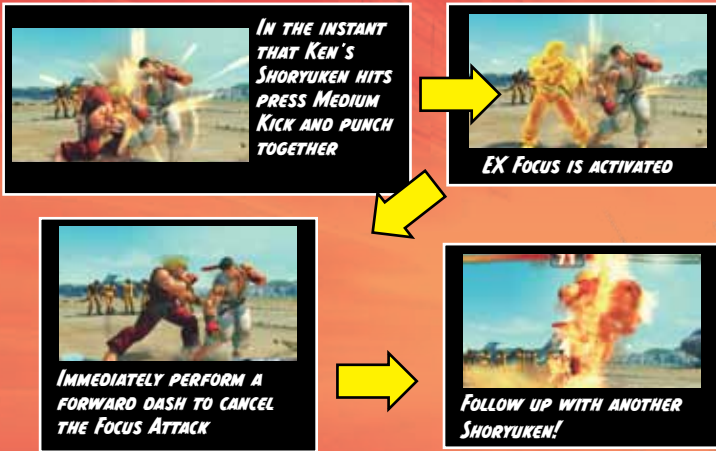 In the instant
that Ken's
Shoryuken hits
press Medium
Kick and punch
together
EX Focus is activated
Immediately perform a
forward dash to cancel
the Focus Attack
Follow up with another
Shoryuken!